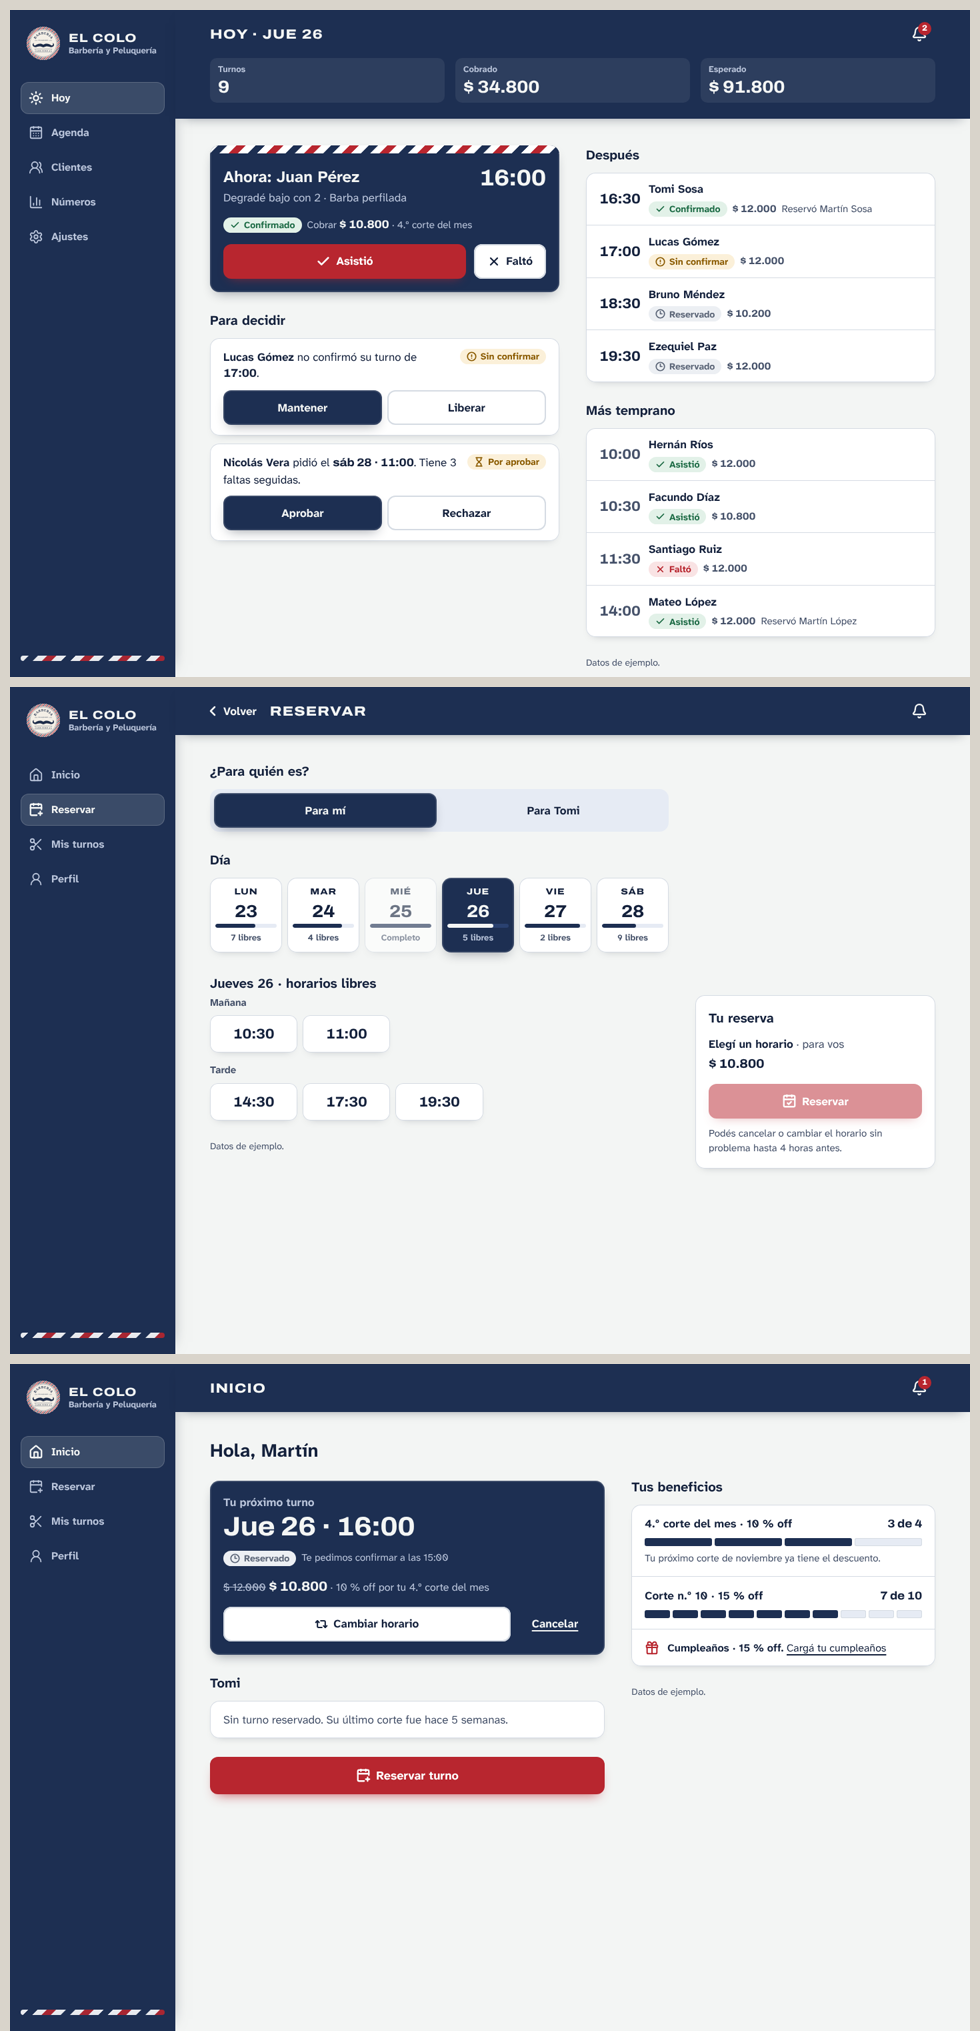 EL COLO
Barbería y Peluquería
Hoy
Agenda
Clientes
Números
Ajustes
HOY · JUE 26
2
Turnos
9
Cobrado
$ 34.800
Esperado
$ 91.800
Ahora: Juan Pérez
16:00
Degradé bajo con 2 · Barba perfilada
Confirmado Cobrar $ 10.800 · 4.º corte del mes
Asistió
Faltó
Para decidir
Lucas Gómez no confirmó su turno de
17:00.
Sin confirmar
Mantener
Liberar
Nicolás Vera pidió el sáb 28 · 11:00. Tiene 3
faltas seguidas.
Por aprobar
Aprobar
Rechazar
Después
16:30
Tomi Sosa
Confirmado $ 12.000 Reservó Martín Sosa
17:00
Lucas Gómez
Sin confirmar $ 12.000
18:30
Bruno Méndez
Reservado $ 10.200
19:30
Ezequiel Paz
Reservado $ 12.000
Más temprano
10:00
Hernán Ríos
Asistió $ 12.000
10:30
Facundo Díaz
Asistió $ 10.800
11:30
Santiago Ruiz
Faltó $ 12.000
14:00
Mateo López
Asistió $ 12.000 Reservó Martín López
Datos de ejemplo.
EL COLO
Barbería y Peluquería
Inicio
Reservar
Mis turnos
Perfil
Volver
RESERVAR
¿Para quién es?
Para mí
Para Tomi
Día
LUN
23
7 libres
MAR
24
4 libres
MIÉ
25
Completo
JUE
26
5 libres
VIE
27
2 libres
SÁB
28
9 libres
Jueves 26 · horarios libres
Mañana
10:30
11:00
Tarde
14:30
17:30
19:30
Datos de ejemplo.
Tu reserva
Elegí un horario · para vos
$ 10.800
Reservar
Podés cancelar o cambiar el horario sin
problema hasta 4 horas antes.
EL COLO
Barbería y Peluquería
Inicio
Reservar
Mis turnos
Perfil
INICIO
1
Hola, Martín
Tu próximo turno
Jue 26 · 16:00
Reservado Te pedimos confirmar a las 15:00
$ 12.000 $ 10.800 · 10 % off por tu 4.º corte del mes
Cambiar horario
Cancelar
Tomi
Sin turno reservado. Su último corte fue hace 5 semanas.
Reservar turno
Tus beneficios
4.º corte del mes · 10 % off
3 de 4
Tu próximo corte de noviembre ya tiene el descuento.
Corte n.º 10 · 15 % off
7 de 10
Cumpleaños · 15 % off. Cargá tu cumpleaños
Datos de ejemplo.